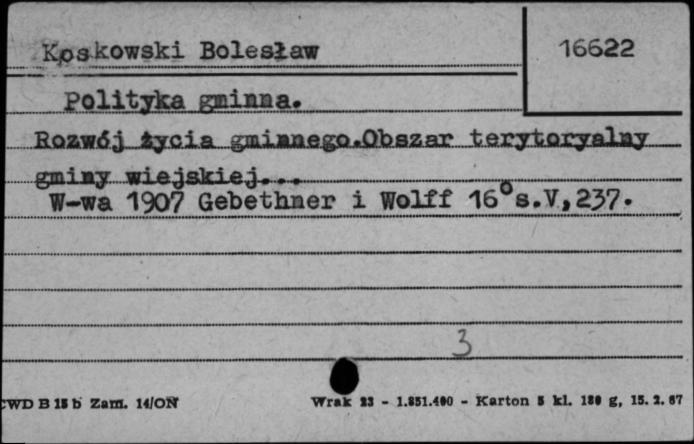 Koskowski Bolesław
16622
Polityka gminna.
Rozwój życia gminnego.Obszar terytoryalny
gminy wiejskiej...
W-wa 1907 Gebethner i Wolff 16° s.V,237.
3
CWD B 15 b Zam. 14/ON
Wrak 23 - 1.851.400 - Karton 5 kl. 180 g, 15. 2. 67